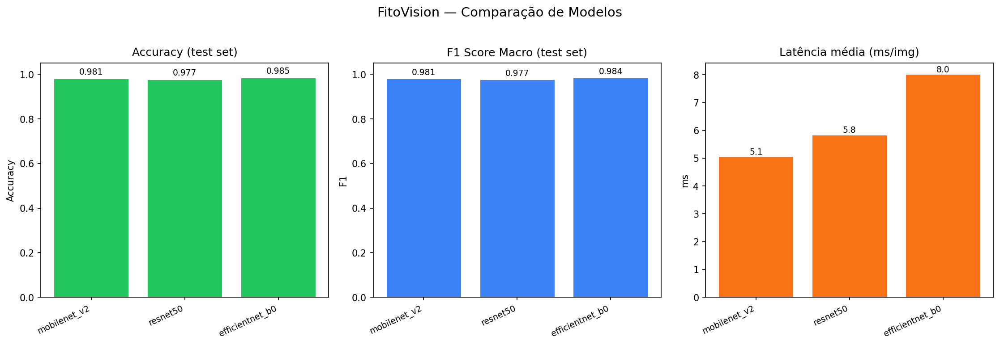 FitoVision — Comparação de Modelos
Accuracy (test set)
Accuracy
1.0
0.8
0.6
0.4
0.2
0.0
0.981
0.977
0.985
mobilenet_v2
resnet50
efficientnet_b0
F1 Score Macro (test set)
F1
1.0
0.8
0.6
0.4
0.2
0.0
0.981
0.977
0.984
mobilenet_v2
resnet50
efficientnet_b0
Latência média (ms/img)
ms
8
7
6
5
4
3
2
1
0
5.1
5.8
8.0
mobilenet_v2
resnet50
efficientnet_b0